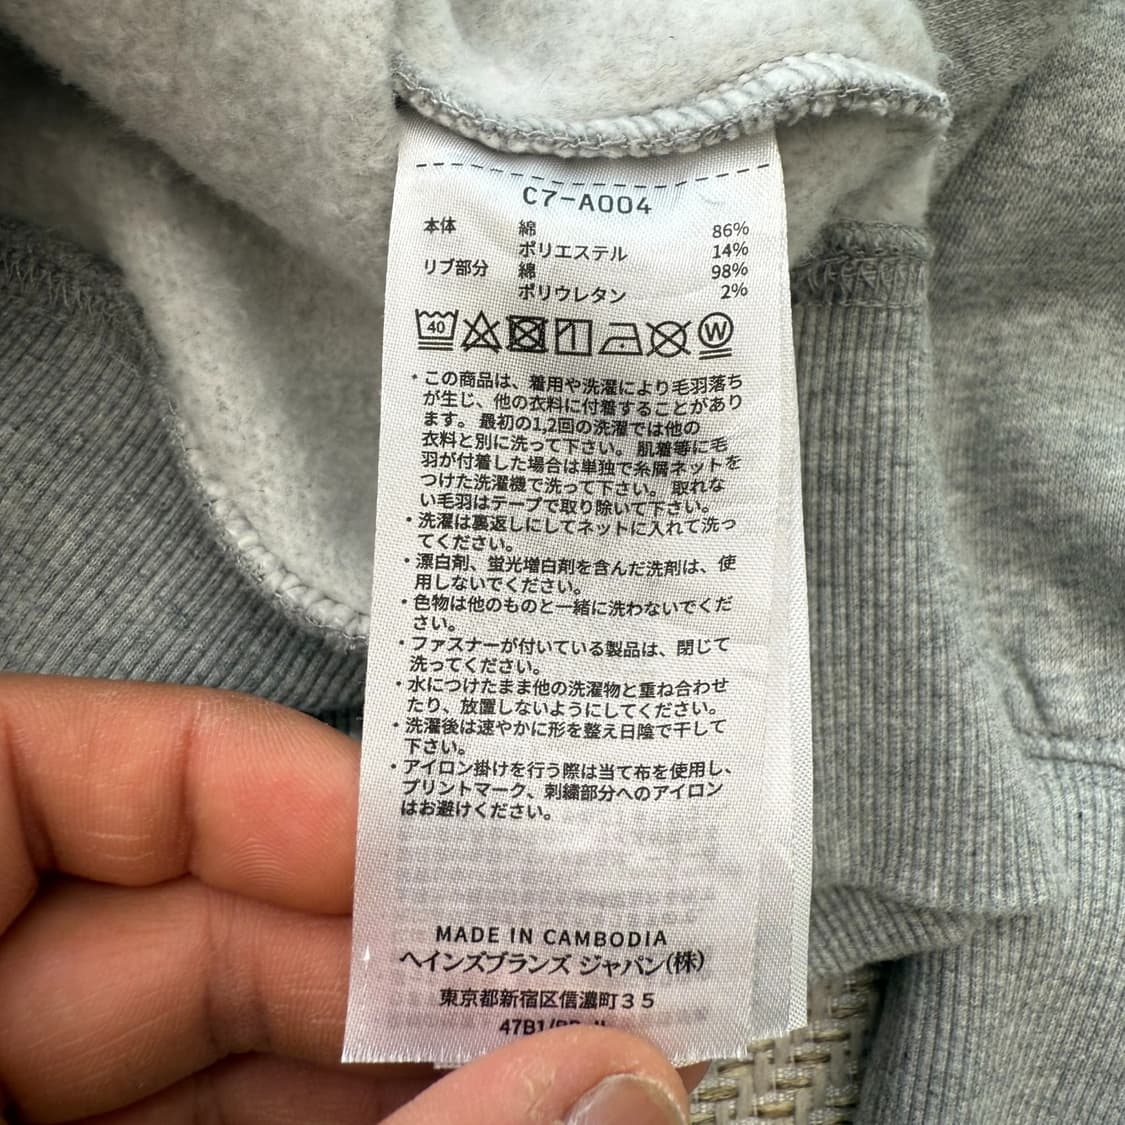 C7-A004
本体 綿 86%
ポリエステル 14%
リブ部分 綿 98%
ポリウレタン 2%
40 W
・この商品は、着用や洗濯により毛羽落ち
が生じ、他の衣料に付着することがあり
ます。最初の1,2回の洗濯では他の
衣料と別に洗って下さい。肌着等に毛
羽が付着した場合は単独で糸屑ネットを
つけた洗濯機で洗って下さい。取れな
い毛羽はテープで取り除いて下さい。
・洗濯は裏返しにしてネットに入れて洗っ
てください。
・漂白剤、蛍光増白剤を含んだ洗剤は、使
用しないでください。
・色物は他のものと一緒に洗わないでくだ
さい。
・ファスナーが付いている製品は、閉じて
洗ってください。
・水につけたまま他の洗濯物と重ね合わせ
たり、放置しないようにしてください。
・洗濯後は速やかに形を整え日陰で干して
下さい。
・アイロン掛けを行う際は当て布を使用し、
プリントマーク、刺繍部分へのアイロン
はお避けください。
MADE IN CAMBODIA
ヘインズブランズ ジャパン(株)
東京都新宿区信濃町35
47B1/